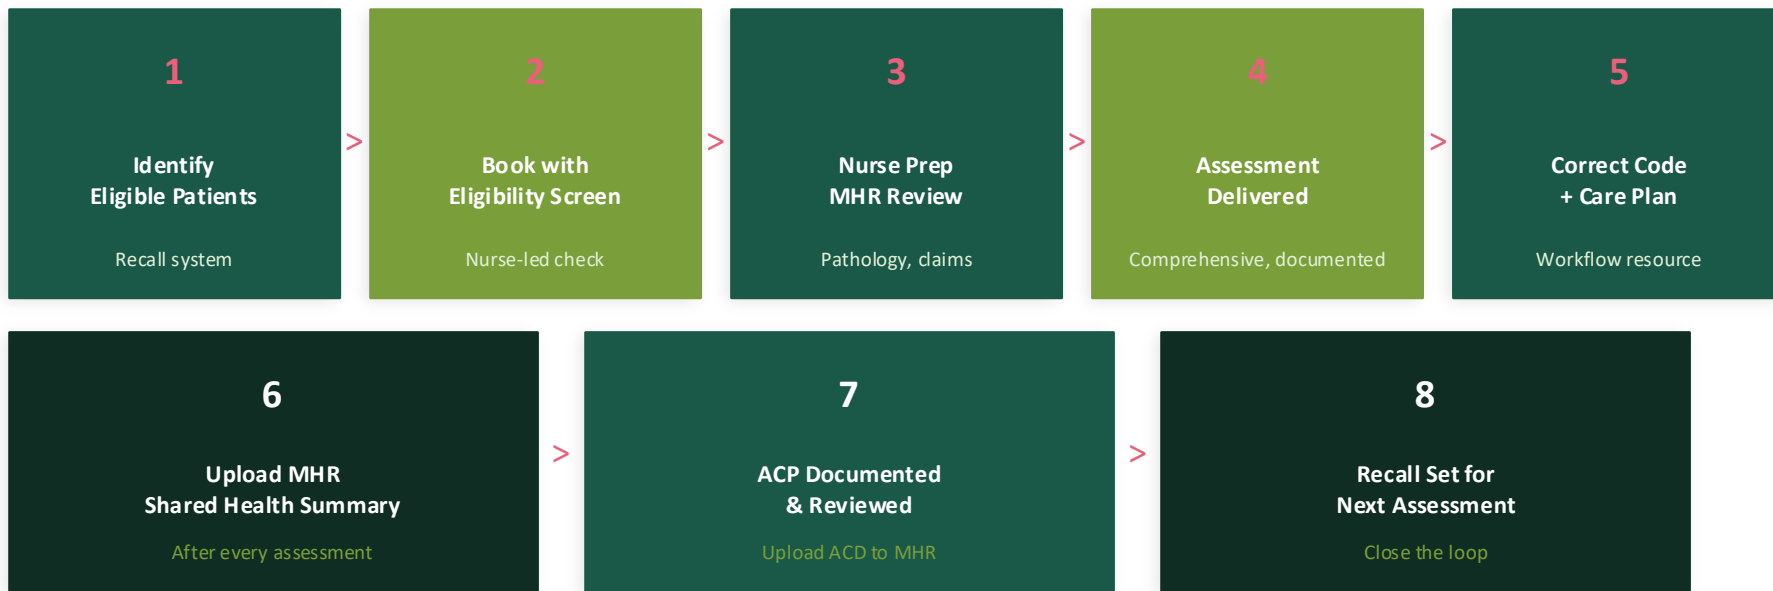 1
Identify
Eligible Patients
Recall system
>
2
Book with
Eligibility Screen
Nurse-led check
>
3
Nurse Prep
MHR Review
Pathology, claims
>
4
Assessment
Delivered
Comprehensive, documented
>
5
Correct Code
+ Care Plan
Workflow resource
6
Upload MHR
Shared Health Summary
After every assessment
>
7
ACP Documented
& Reviewed
Upload ACD to MHR
>
8
Recall Set for
Next Assessment
Close the loop